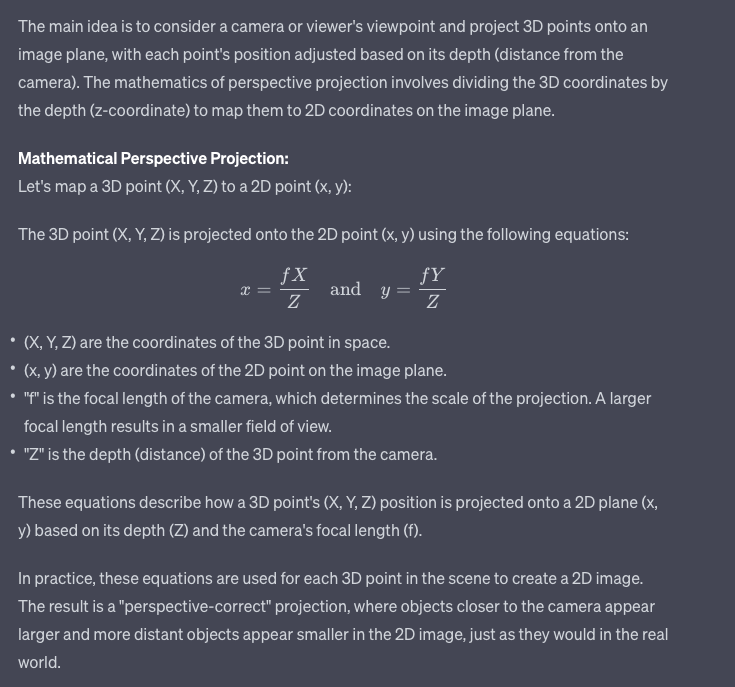 The main idea is to consider a camera or viewer's viewpoint and project 3D points onto an
image plane, with each point's position adjusted based on its depth (distance from the
camera). The mathematics of perspective projection involves dividing the 3D coordinates by
the depth (z-coordinate) to map them to 2D coordinates on the image plane.
Mathematical Perspective Projection:
Let's map a 3D point (X, Y, Z) to a 2D point (x, y):
The 3D point (X, Y, Z) is projected onto the 2D point (x, y) using the following equations:
x = fX/Z and y = fY/Z
• (X, Y, Z) are the coordinates of the 3D point in space.
• (x, y) are the coordinates of the 2D point on the image plane.
• "f" is the focal length of the camera, which determines the scale of the projection. A larger
focal length results in a smaller field of view.
• "Z" is the depth (distance) of the 3D point from the camera.
These equations describe how a 3D point's (X, Y, Z) position is projected onto a 2D plane (x,
y) based on its depth (Z) and the camera's focal length (f).
In practice, these equations are used for each 3D point in the scene to create a 2D image.
The result is a "perspective-correct" projection, where objects closer to the camera appear
larger and more distant objects appear smaller in the 2D image, just as they would in the real
world.